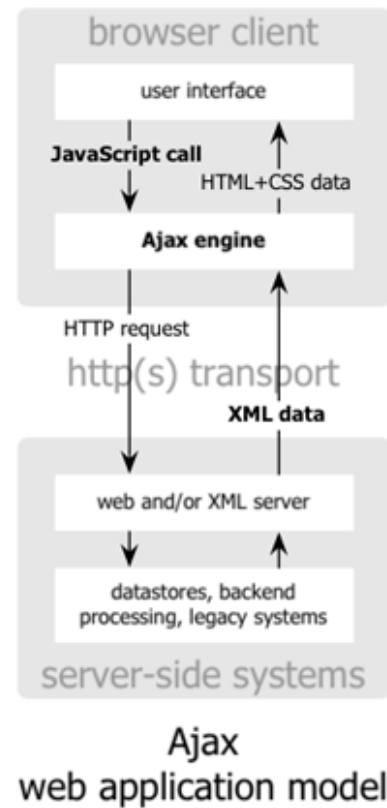 browser client
user interface
JavaScript call
HTML+CSS data
Ajax engine
HTTP request
http(s) transport
XML data
web and/or XML server
datastores, backend
processing, legacy systems
server-side systems
Ajax
web application model